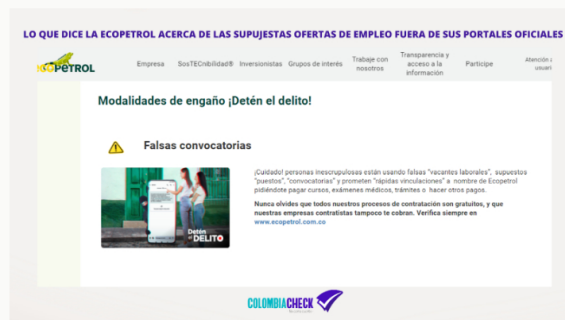 LO QUE DICE LA ECOPETROL ACERCA DE LAS SUPUJESTAS OFERTAS DE EMPLEO FUERA DE SUS PORTALES OFICIALES
ECOPETROL
Empresa SosTECnibilidad® Inversionistas Grupos de interés Trabaje con nosotros Transparencia y acceso a la información Participe Atención a usuari
Modalidades de engaño ¡Detén el delito!
Falsas convocatorias
¡Cuidado! personas inescrupulosas están usando falsas "vacantes laborales", supuestos
"puestos", "convocatorias" y prometen "rápidas vinculaciones" a nombre de Ecopetrol
pidiéndote pagar cursos, exámenes médicos, trámites o hacer otros pagos.
Nunca olvides que todos nuestros procesos de contratación son gratuitos, y que
nuestras empresas contratistas tampoco te cobran. Verifica siempre en
www.ecopetrol.com.co
Detén
el DELITO
COLOMBIACHECK